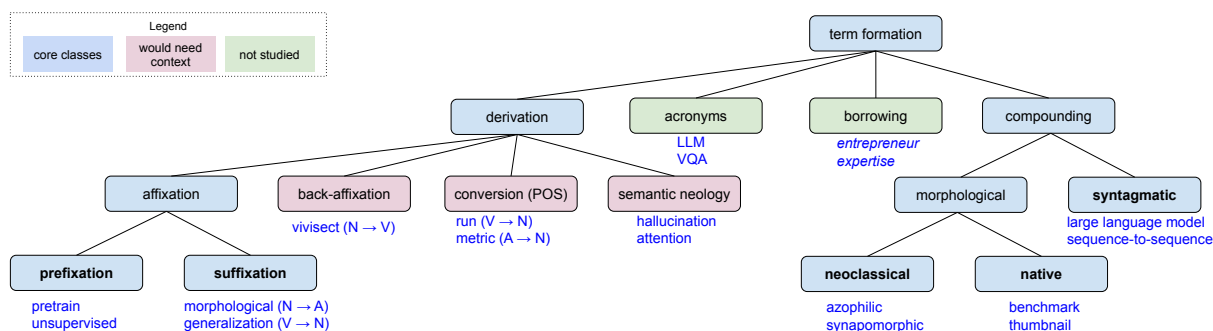 Legend
core classes
would need
context
not studied
term formation
derivation
acronyms
LLM
VQA
borrowing
entrepreneur
expertise
compounding
affixation
back-affixation
vivisect (N → V)
conversion (POS)
run (V → N)
metric (A → N)
semantic neology
hallucination
attention
morphological
syntagmatic
large language model
sequence-to-sequence
prefixation
pretrain
unsupervised
suffixation
morphological (N → A)
generalization (V → N)
neoclassical
azophilic
synapomorphic
native
benchmark
thumbnail